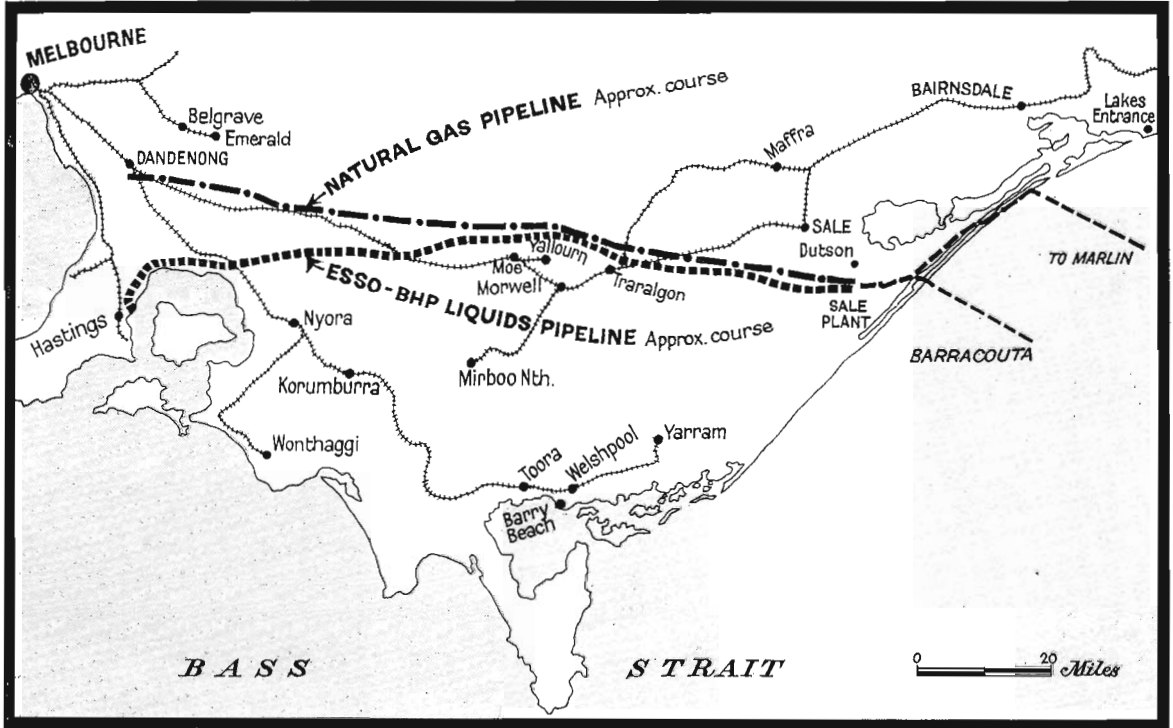 MELBOURNE
Belgrave
Emerald
DANDENONG
NATURAL GAS PIPELINE Approx. course
BAIRNSDALE
Lakes
Entrance
Maffra
SALE
Dutson
TO MARLIN
Yallourn
Moe
Morwell
Traralgon
ESSO-BHP LIQUIDS PIPELINE Approx. course
SALE
PLANT
BARRACOUTA
Hastings
Nyora
Korumburra
Mirboo Nth.
Wonthaggi
Toora
Welshpool
Yarram
Barry
Beach
BASS STRAIT
0 20 Miles